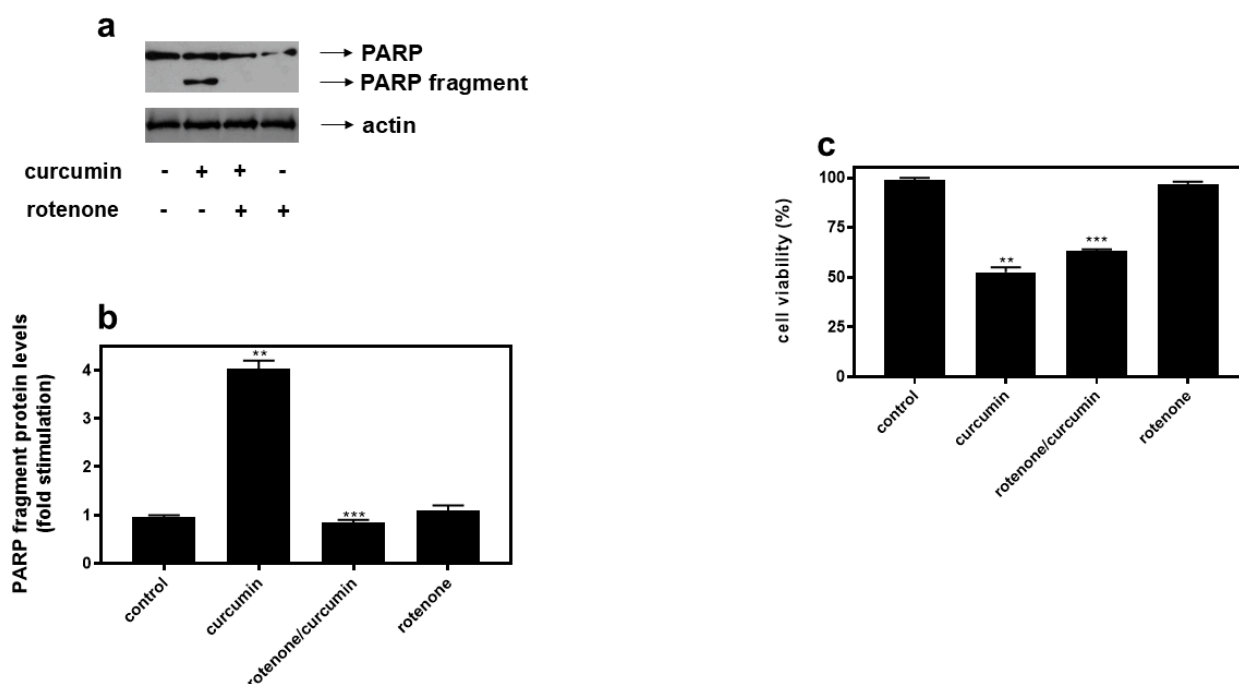 a
PARP
PARP fragment
actin
curcumin - + + -
rotenone - - + +
b
PARP fragment protein levels
(fold stimulation)
4
3
2
1
0
**
***
control
curcumin
rotenone/curcumin
rotenone
c
cell viability (%)
100
75
50
25
0
**
***
control
curcumin
rotenone/curcumin
rotenone